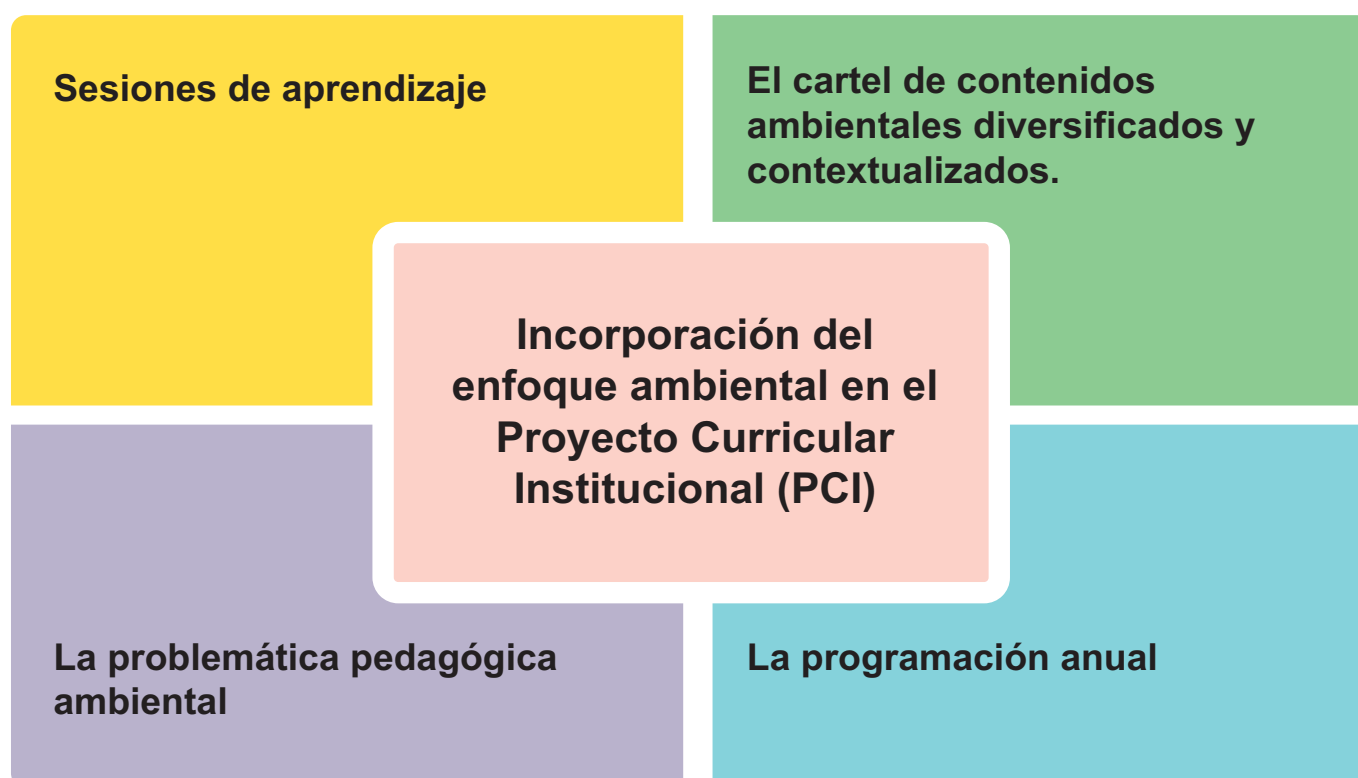 Sesiones de aprendizaje
El cartel de contenidos
ambientales diversificados y
contextualizados.
Incorporación del
enfoque ambiental en el
Proyecto Curricular
Institucional (PCI)
La problemática pedagógica
ambiental
La programación anual